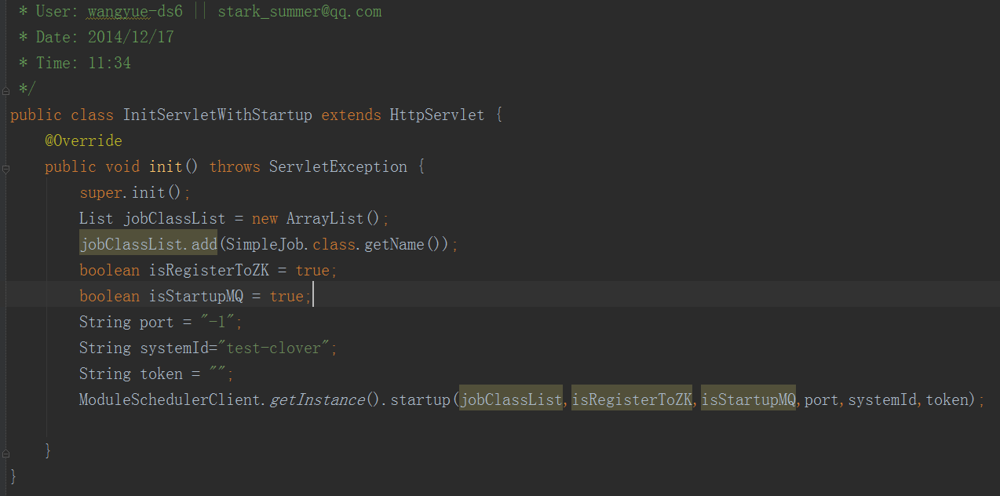 * User: wangyue-ds6 || stark_summer@qq.com
* Date: 2014/12/17
* Time: 11:34
*/
public class InitServletWithStartup extends HttpServlet {
@Override
public void init() throws ServletException {
super.init();
List jobClassList = new ArrayList();
jobClassList.add(SimpleJob.class.getName());
boolean isRegisterToZK = true;
boolean isStartupMQ = true;
String port = "-1";
String systemId="test-clover";
String token = "";
ModuleSchedulerClient.getInstance().startup(jobClassList,isRegisterToZK,isStartupMQ,port,systemId,token);
}
}